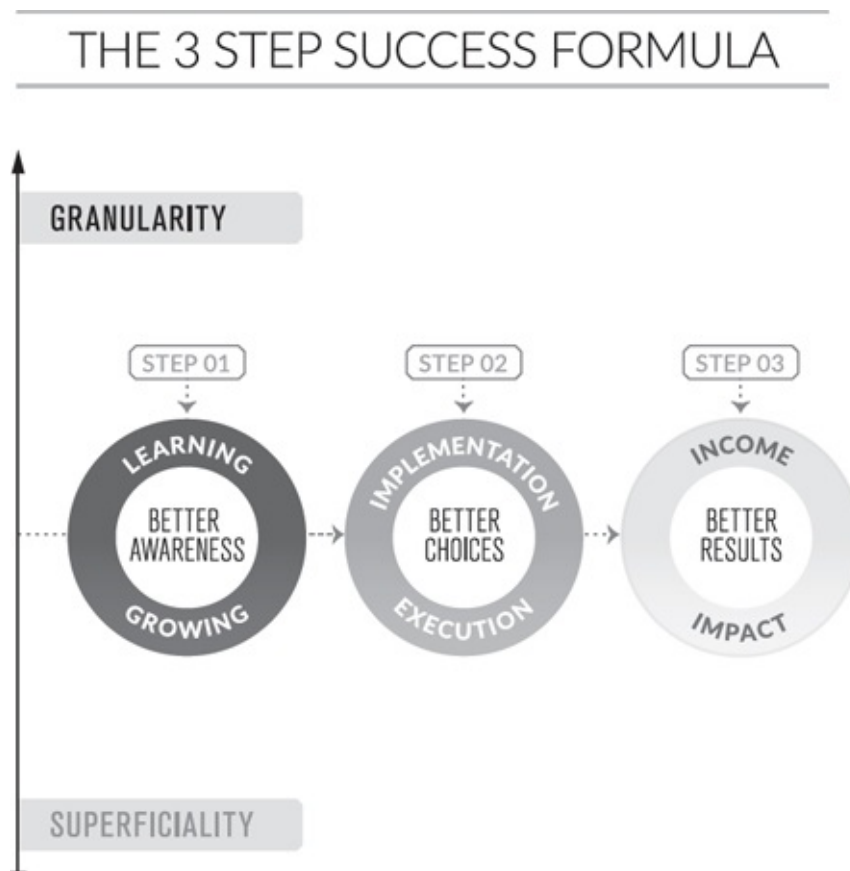 THE 3 STEP SUCCESS FORMULA
GRANULARITY
STEP 01
LEARNING
BETTER
AWARENESS
GROWING
STEP 02
IMPLEMENTATION
BETTER
CHOICES
EXECUTION
STEP 03
INCOME
BETTER
RESULTS
IMPACT
SUPERFICIALITY